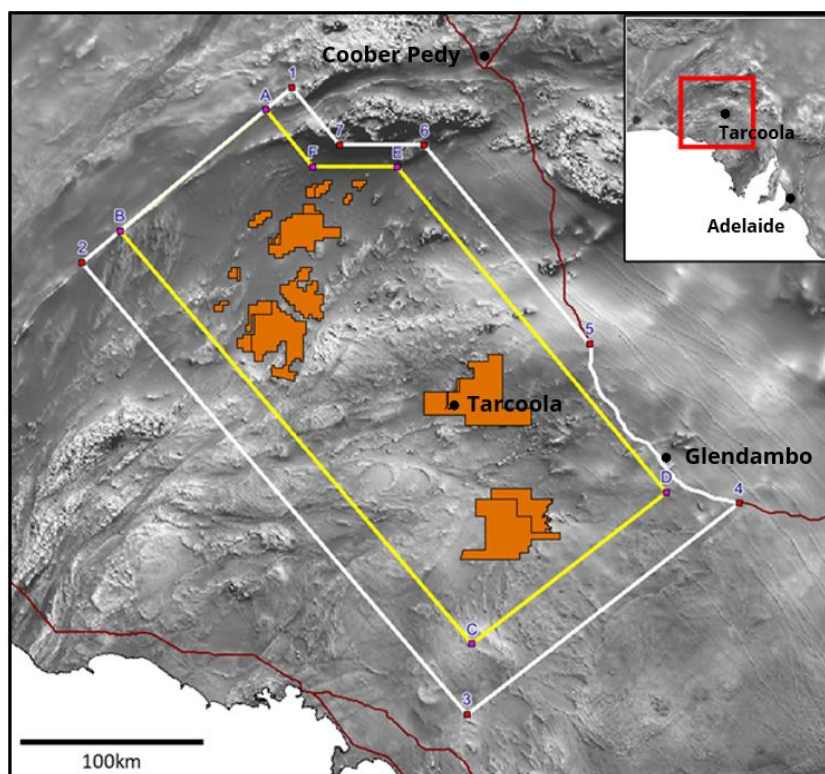 Coober Pedy
1
A
7
6
F
E
B
2
5
Tarcoola
Glendambo
D
4
C
3
100km
Tarcoola
Adelaide